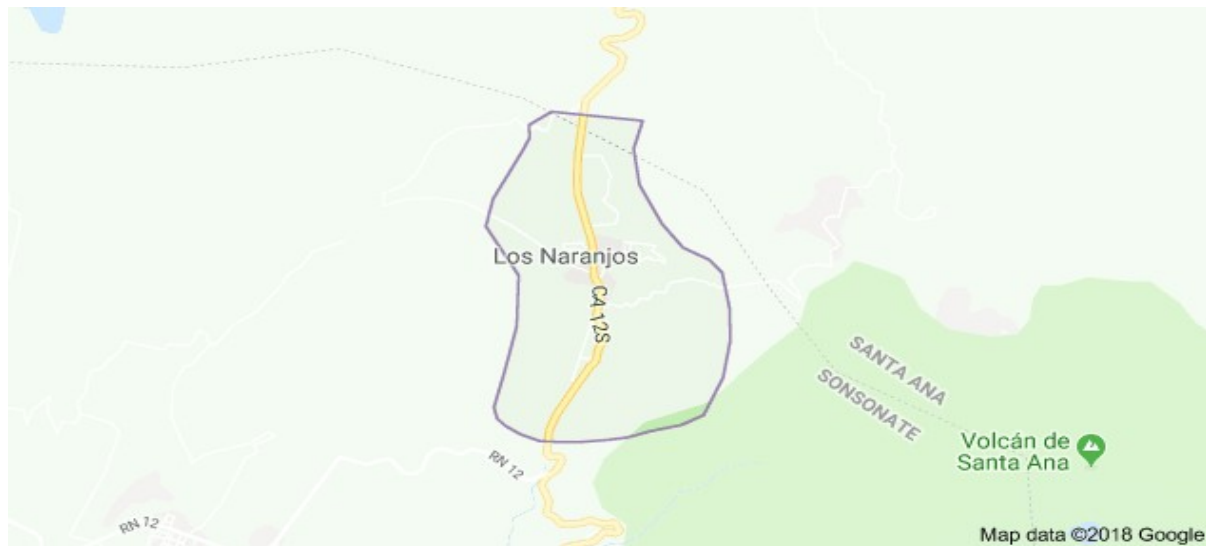 Los Naranjos
CA 12S
SANTA ANA
SONSONATE
Volcán de
Santa Ana
RN 12
RN 12
Map data ©2018 Google